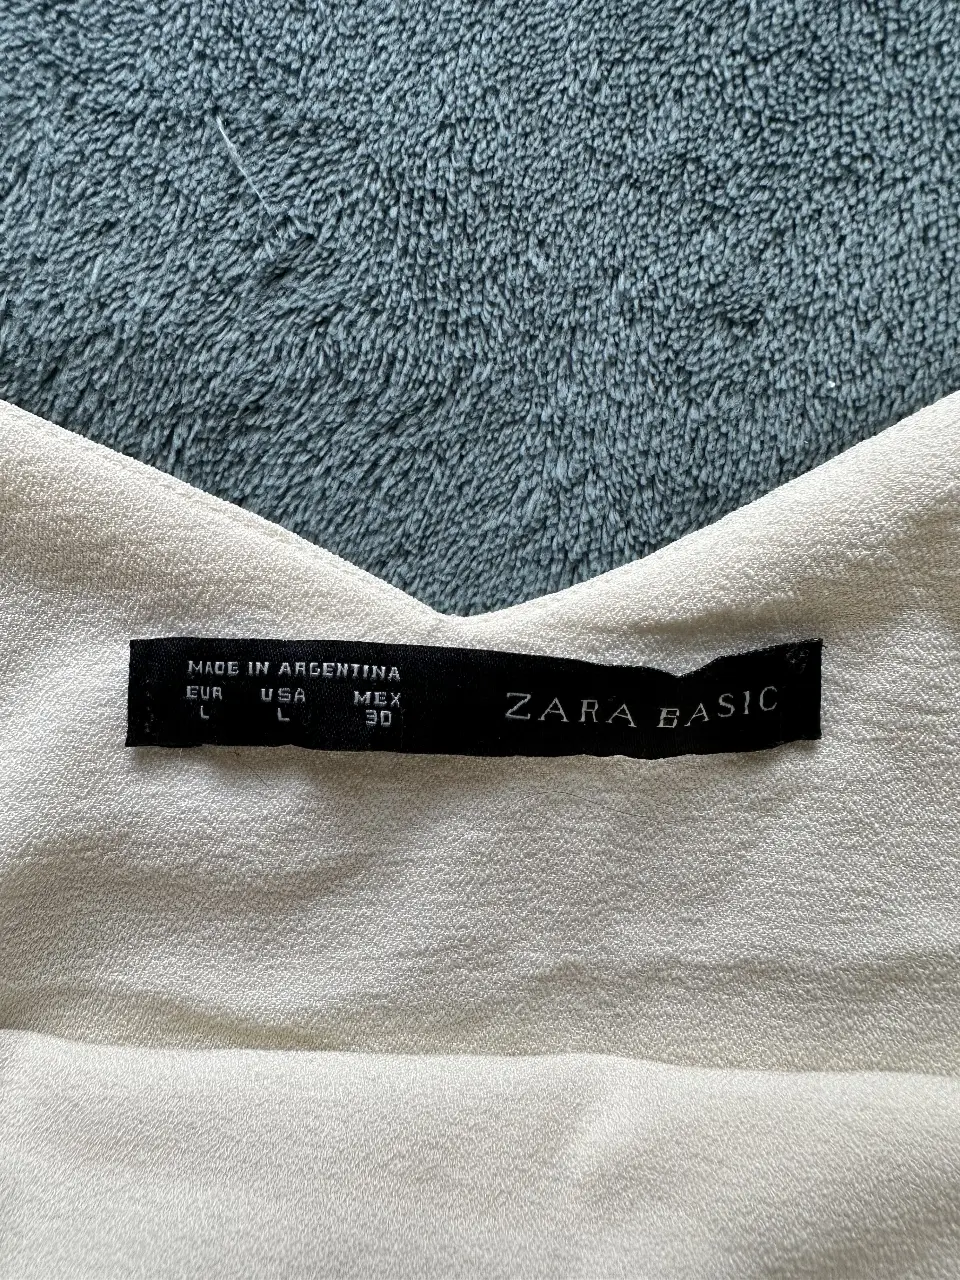 MADE IN ARGENTINA
EUR USA MEX
L L 30
ZARA BASIC